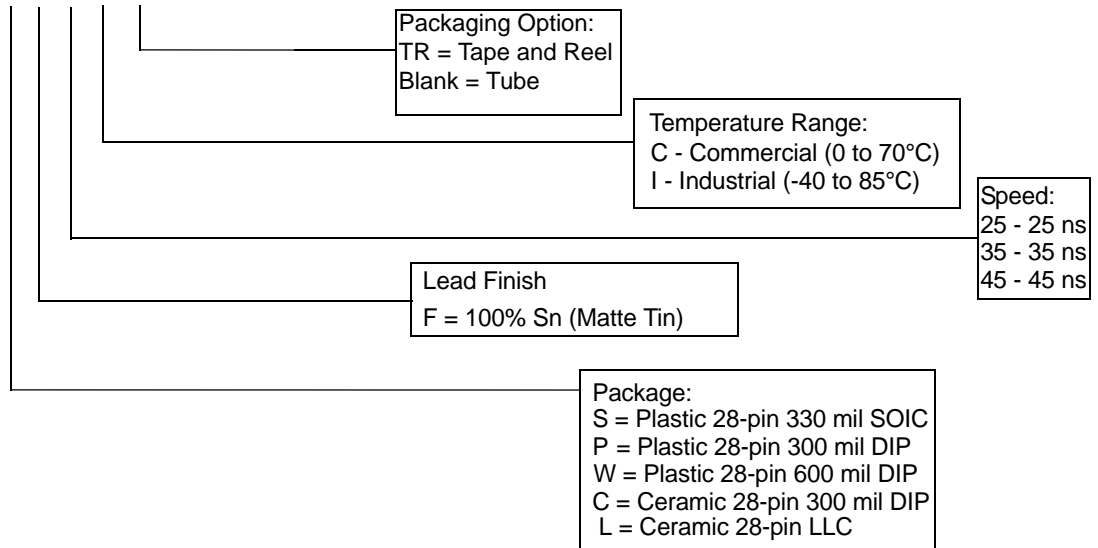 Packaging Option:
TR = Tape and Reel
Blank = Tube
Temperature Range:
C - Commercial (0 to 70°C)
I - Industrial (-40 to 85°C)
Speed:
25 - 25 ns
35 - 35 ns
45 - 45 ns
Lead Finish
F = 100% Sn (Matte Tin)
Package:
S = Plastic 28-pin 330 mil SOIC
P = Plastic 28-pin 300 mil DIP
W = Plastic 28-pin 600 mil DIP
C = Ceramic 28-pin 300 mil DIP
L = Ceramic 28-pin LLC